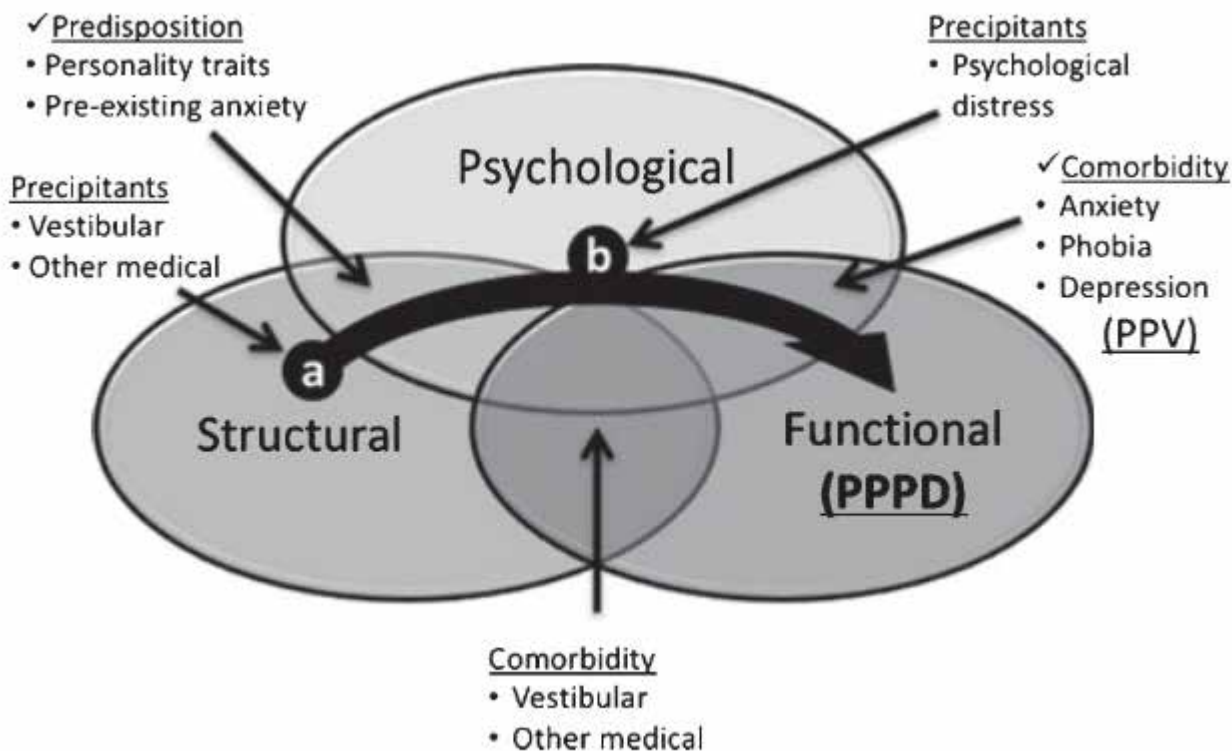 ✓Predisposition
• Personality traits
• Pre-existing anxiety
Precipitants
• Vestibular
• Other medical
Precipitants
• Psychological
distress
✓Comorbidity
• Anxiety
• Phobia
• Depression
(PPV)
Psychological
b
a
Structural
Functional
(PPPD)
Comorbidity
• Vestibular
• Other medical